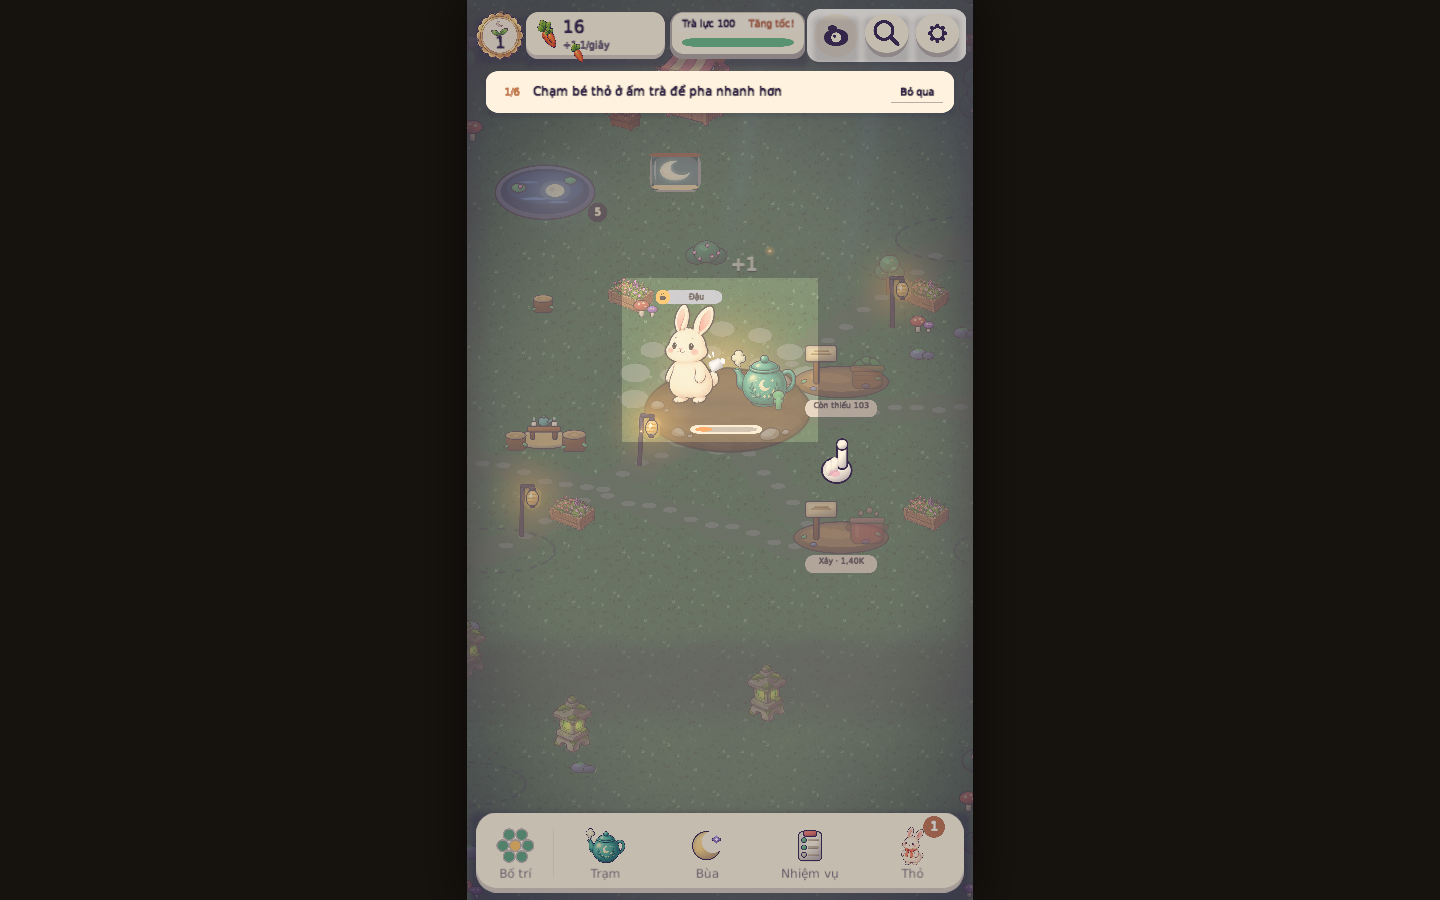 1
16
+1,1/giây
Trà lực 100 Tăng tốc!
1/6 Chạm bé thỏ ở ấm trà để pha nhanh hơn Bỏ qua
5
+1
Đậu
Còn thiếu 103
Xây · 1,40K
1
Bố trí Trạm Bùa Nhiệm vụ Thỏ